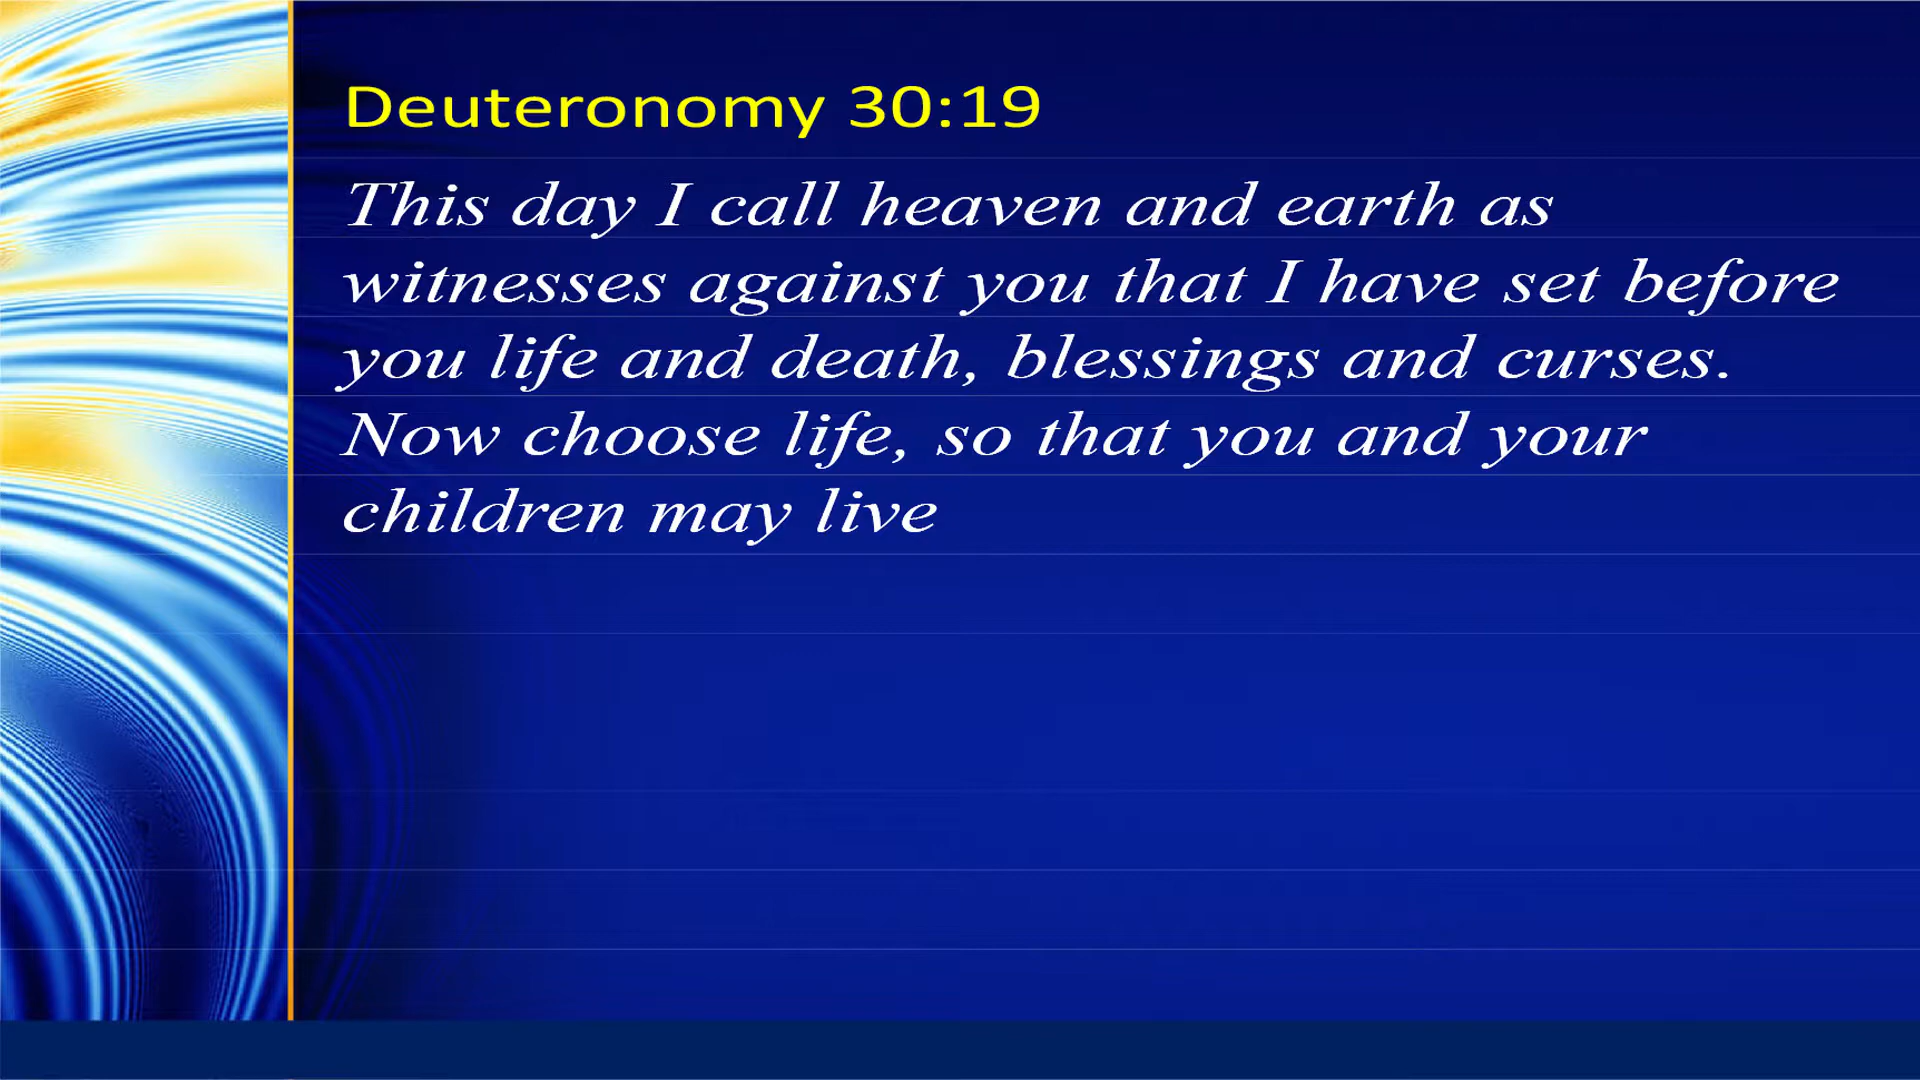 Deuteronomy 30:19
This day I call heaven and earth as
witnesses against you that I have set before
you life and death, blessings and curses.
Now choose life, so that you and your
children may live